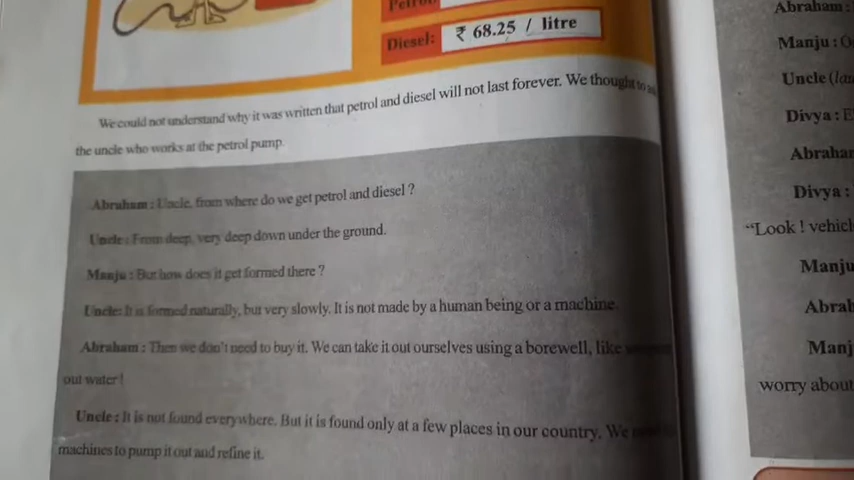 Petrol:
Diesel: ₹ 68.25 / litre
We could not understand why it was written that petrol and diesel will not last forever. We thought to
the uncle who works at the petrol pump.
Abraham : Uncle, from where do we get petrol and diesel ?
Uncle : From deep, very deep down under the ground.
Manju : But how does it get formed there ?
Uncle: It is formed naturally, but very slowly. It is not made by a human being or a machine.
Abraham : Then we don't need to buy it. We can take it out ourselves using a borewell, like
out water !
Uncle : It is not found everywhere. But it is found only at a few places in our country. We
machines to pump it out and refine it.
Abraham :
Manju :
Uncle
Divya :
Abraham
Divya :
“Look ! vehicl
Manju
Abrah
Manj
worry about